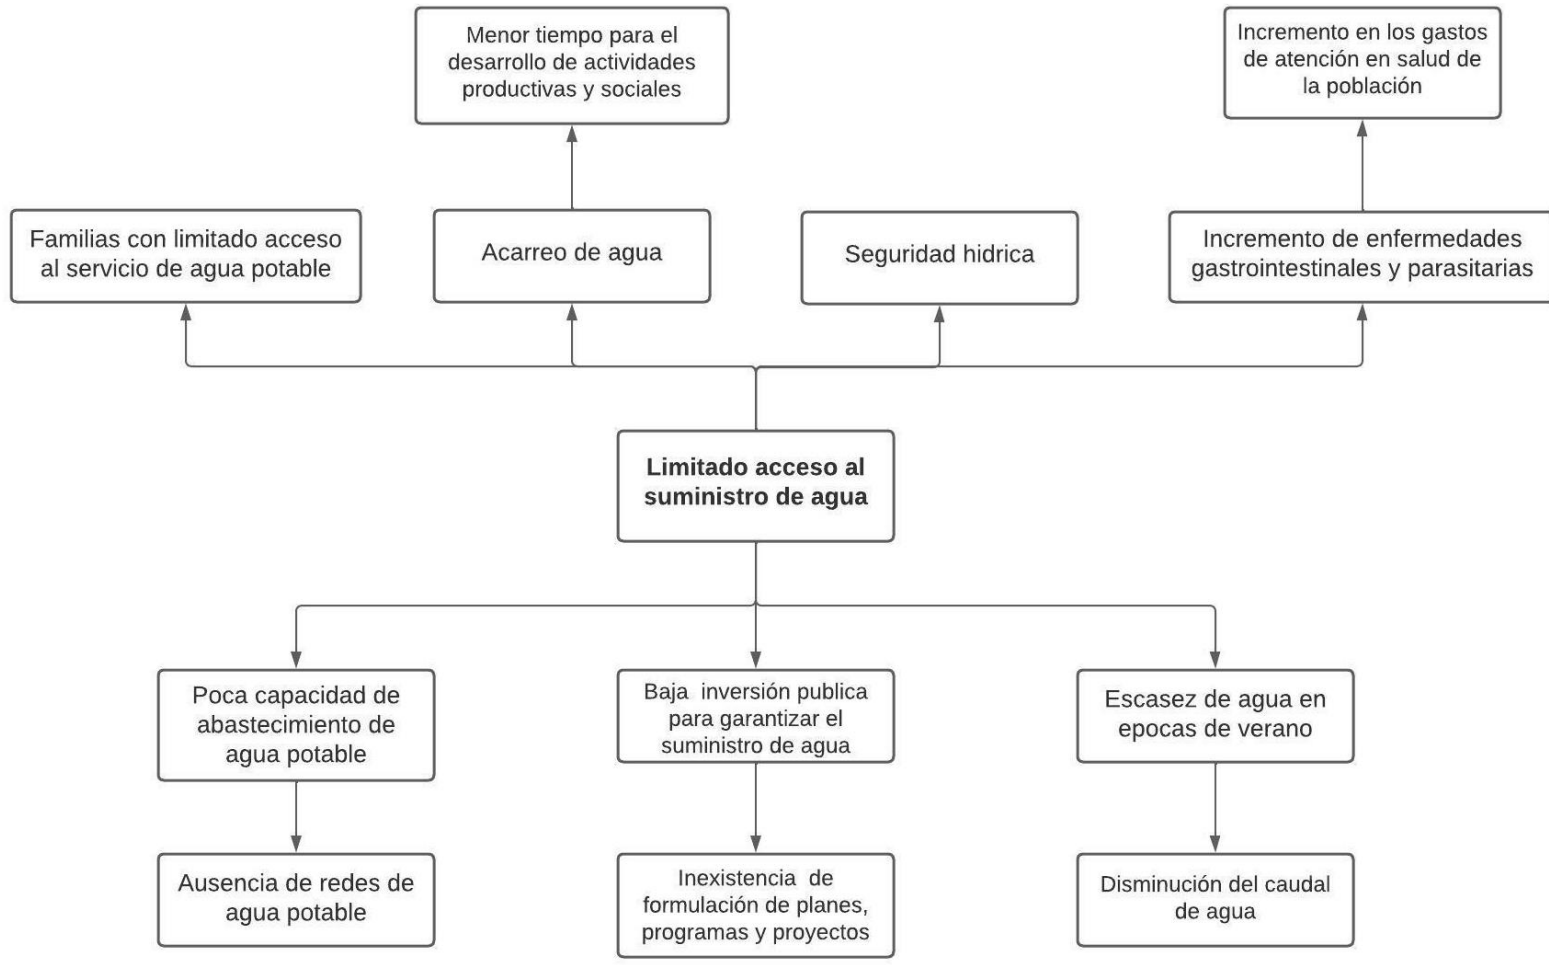 Menor tiempo para el
desarrollo de actividades
productivas y sociales
Incremento en los gastos
de atención en salud de
la población
Familias con limitado acceso
al servicio de agua potable
Acarreo de agua
Seguridad hidrica
Incremento de enfermedades
gastrointestinales y parasitarias
Limitado acceso al
suministro de agua
Poca capacidad de
abastecimiento de
agua potable
Baja inversión publica
para garantizar el
suministro de agua
Escasez de agua en
epocas de verano
Ausencia de redes de
agua potable
Inexistencia de
formulación de planes,
programas y proyectos
Disminución del caudal
de agua